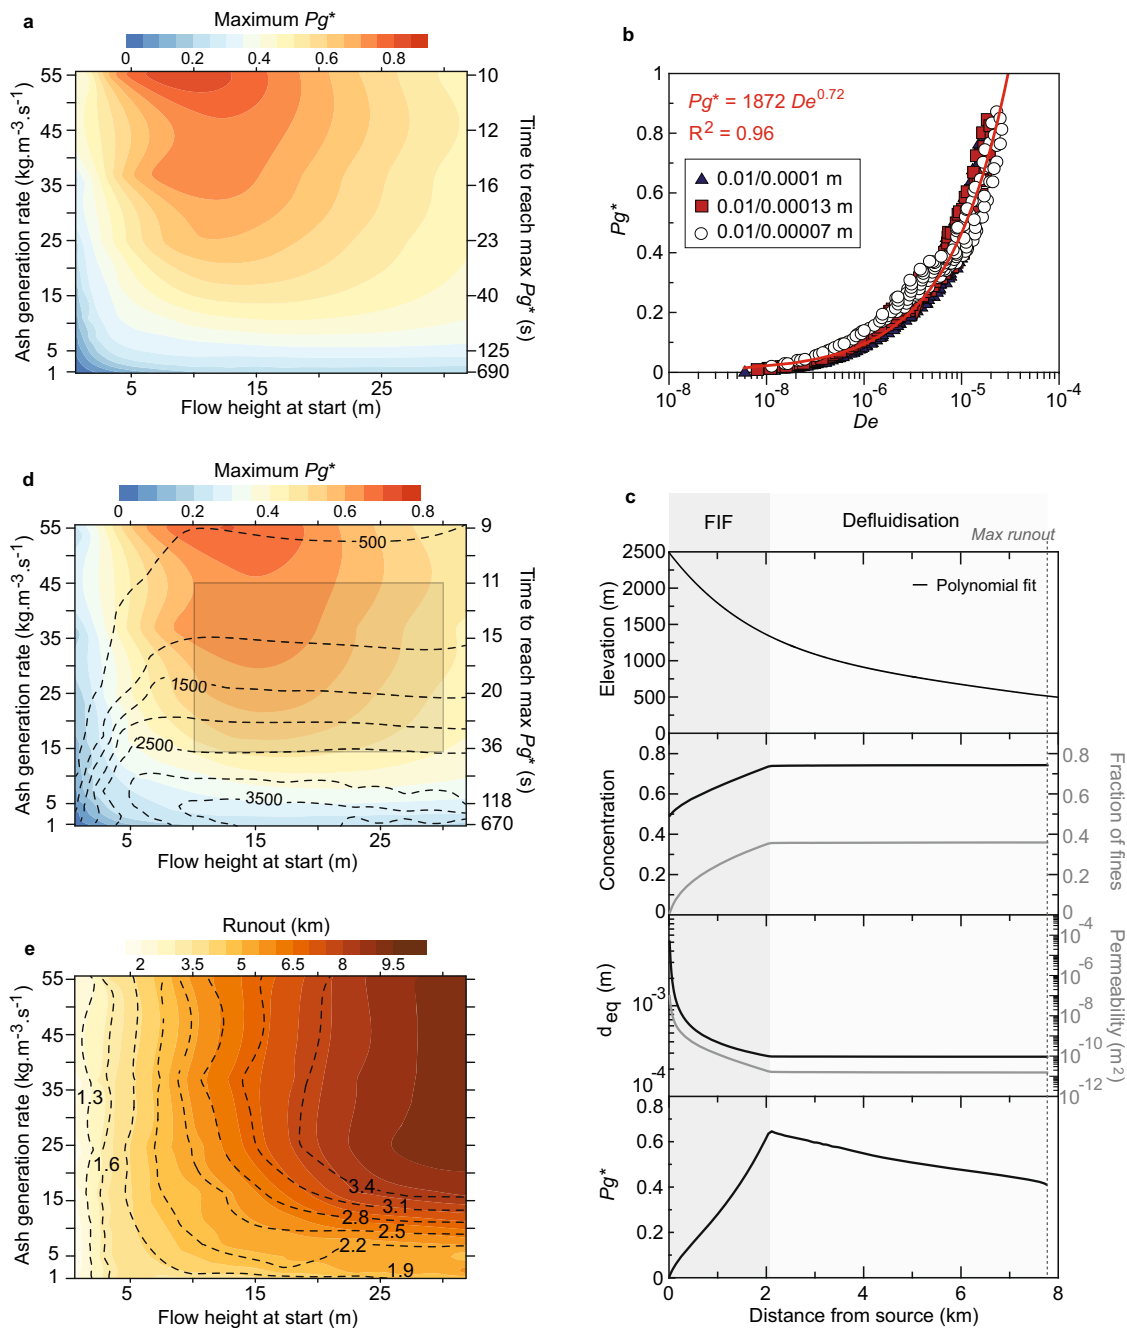 a
Maximum Pg*
0 0.2 0.4 0.6 0.8
Ash generation rate (kg.m-3.s-1)
55
45
35
25
15
5
1
10
12
16
23
40
125
690
Time to reach max Pg* (s)
5 15 25
Flow height at start (m)
b
Pg* = 1872 De0.72
R2 = 0.96
0.01/0.0001 m
0.01/0.00013 m
0.01/0.00007 m
Pg*
1
0.8
0.6
0.4
0.2
0
10-8 10-8 10-6 10-5 10-4
De
d
Maximum Pg*
0 0.2 0.4 0.6 0.8
Ash generation rate (kg.m-3.s-1)
55
45
35
25
15
5
1
500
1500
2500
3500
9
11
15
20
36
118
670
Time to reach max Pg* (s)
5 15 25
Flow height at start (m)
c
FIF
Defluidisation
Max runout
Elevation (m)
2500
2000
1500
1000
500
0
Polynomial fit
Concentration
0.8
0.6
0.4
0.2
0
Fraction of fines
0.8
0.6
0.4
0.2
0
d eq (m)
10-3
10-4
Permeability (m2)
10-4
10-6
10-8
10-10
10-12
Pg*
0.8
0.6
0.4
0.2
0
0 2 4 6 8
Distance from source (km)
e
Runout (km)
2 3.5 5 6.5 8 9.5
Ash generation rate (kg.m-3.s-1)
55
45
35
25
15
5
1
1.3
1.6
3.4
3.1
2.8
2.5
2.2
1.9
5 15 25
Flow height at start (m)